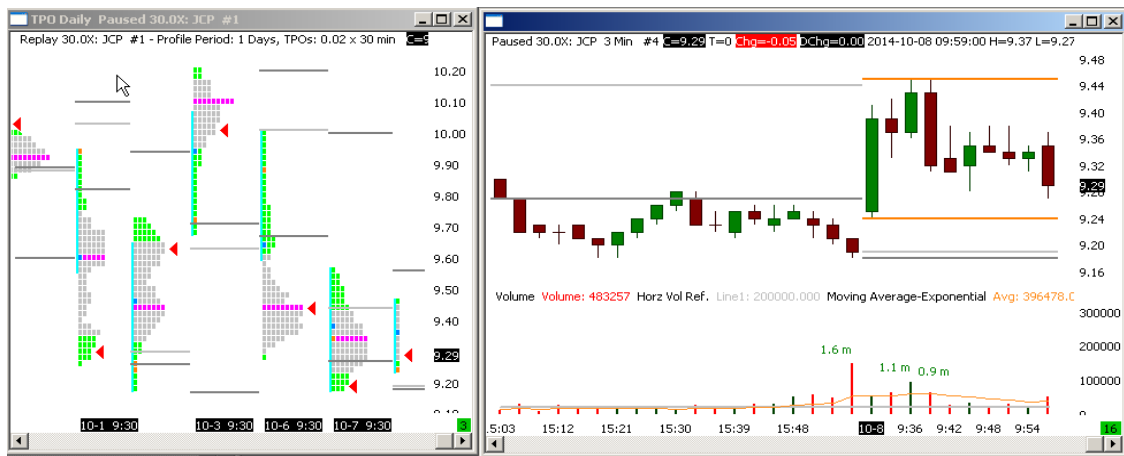 TPO Daily Paused 30.0X: JCP #1
Replay 30.0X: JCP #1 - Profile Period: 1 Days, TPOs: 0.02 x 30 min C=9
10.20
10.10
10.00
9.90
9.80
9.70
9.60
9.50
9.40
9.29
9.20
10-1 9:30 10-3 9:30 10-6 9:30 10-7 9:30 3
Paused 30.0X: JCP 3 Min #4 C=9.29 T=0 Chg=-0.05 DChg=0.00 2014-10-08 09:59:00 H=9.37 L=9.27
9.48
9.44
9.40
9.36
9.32
9.29
9.24
9.20
9.16
Volume Volume: 483257 Horz Vol Ref. Line1: 200000.000 Moving Average-Exponential Avg: 396478.0
300000
200000
1.6 m
1.1 m 0.9 m
100000
5:03 15:12 15:21 15:30 15:39 15:48 10-8 9:36 9:42 9:48 9:54 16